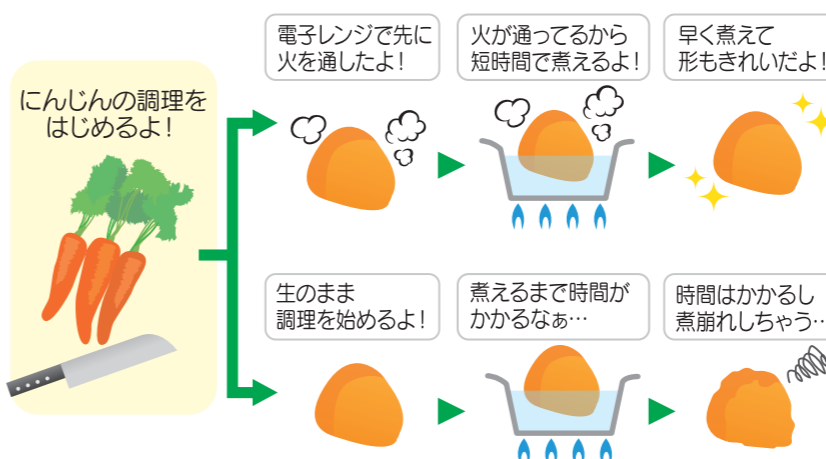 にんじんの調理を
はじめるよ！
電子レンジで先に
火を通したよ！
火が通ってるから
短時間で煮えるよ！
早く煮えて
形もきれいだよ！
生のまま
調理を始めるよ！
煮えるまで時間が
かかるなぁ…
時間はかかるし
煮崩れしちゃう…